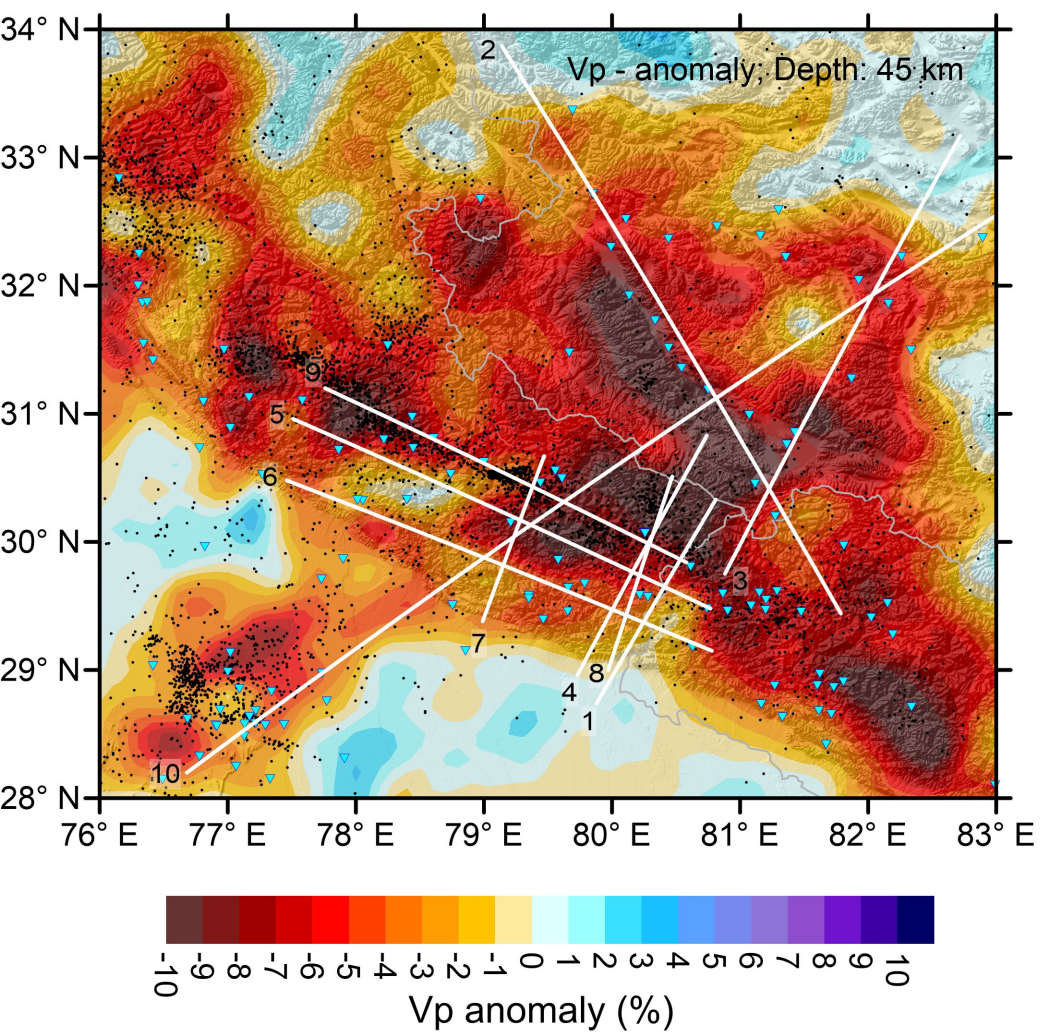 34° N
2
Vp - anomaly; Depth: 45 km
33° N
32° N
9
31° N
5
6
30° N
3
7
29° N
8
4
1
10
28° N
76° E 77° E 78° E 79° E 80° E 81° E 82° E 83° E
-10 -9 -8 -7 -6 -5 -4 -3 -2 -1 0 1 2 3 4 5 6 7 8 9 10
Vp anomaly (%)